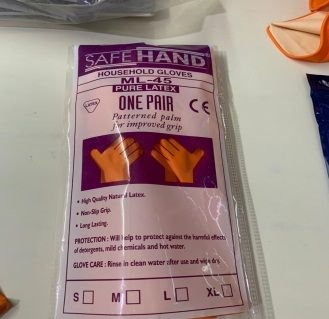 SAFEHAND®
HOUSEHOLD GLOVES
ML-45
PURE LATEX
LATEX
ONE PAIR
CE
Patterned palm
for improved grip
• High Quality Natural Latex.
• Non-Slip Grip.
• Long Lasting.
PROTECTION : Will help to protect against the harmful effects
of detergents, mild chemicals and hot water.
GLOVE CARE : Rinse in clean water after use and wipe dry.
S M L XL